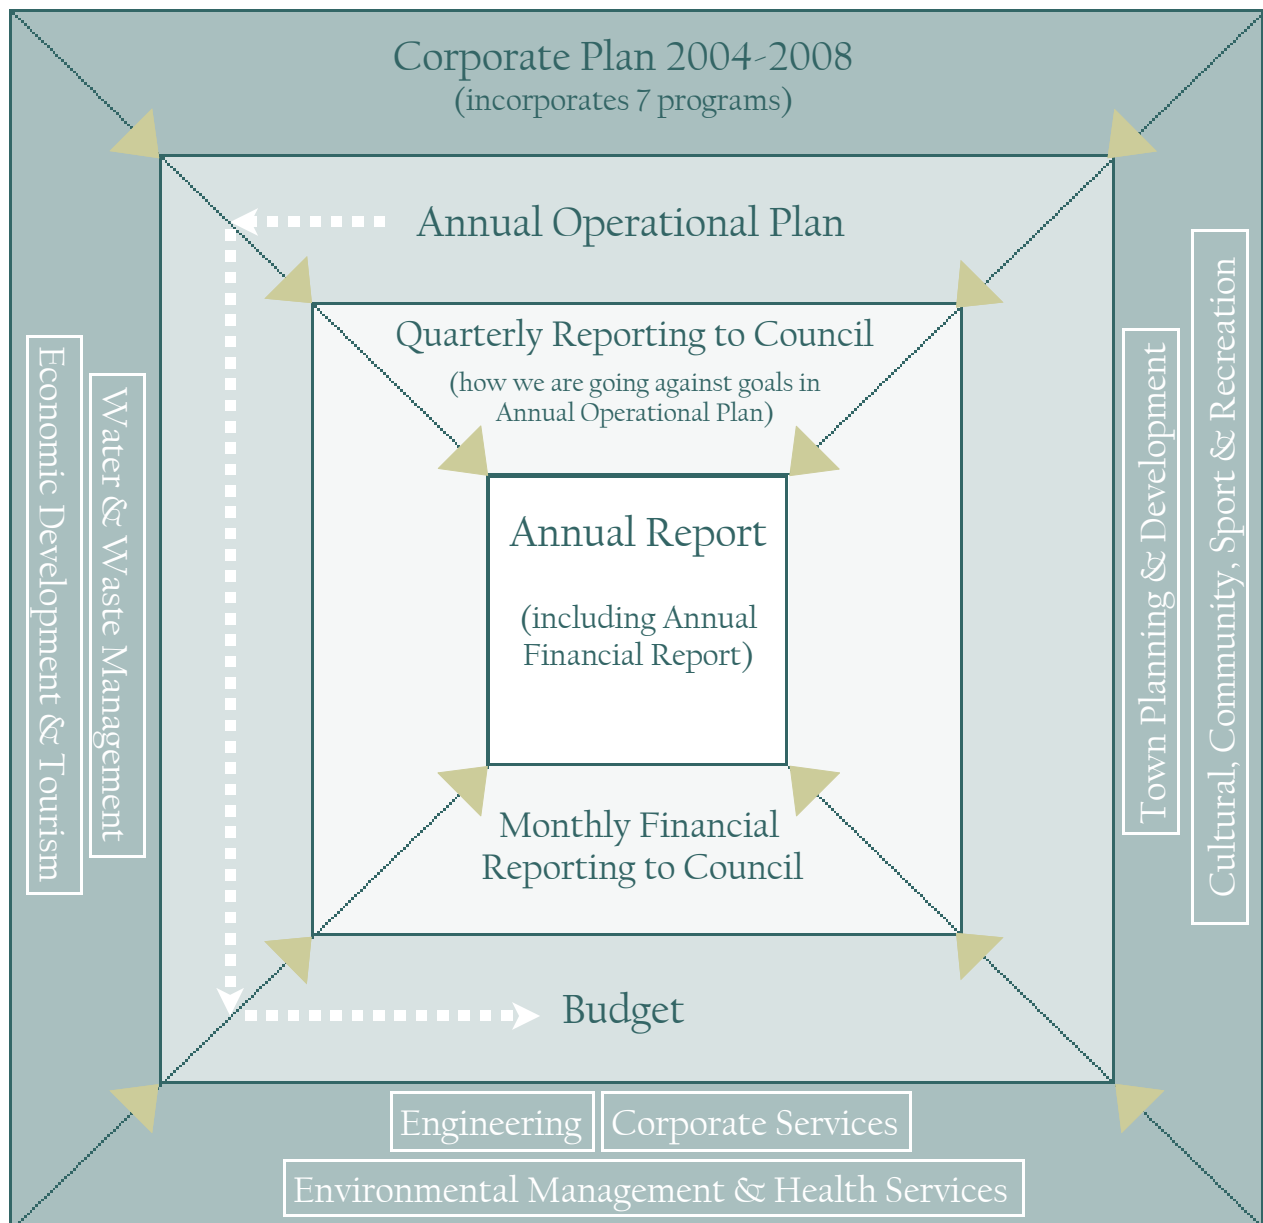 Corporate Plan 2004-2008
(incorporates 7 programs)
Annual Operational Plan
Quarterly Reporting to Council
(how we are going against goals in
Annual Operational Plan)
Economic Development & Tourism
Water & Waste Management
Annual Report
(including Annual
Financial Report)
Town Planning & Development
Cultural, Community, Sport & Recreation
Monthly Financial
Reporting to Council
Budget
Engineering
Corporate Services
Environmental Management & Health Services